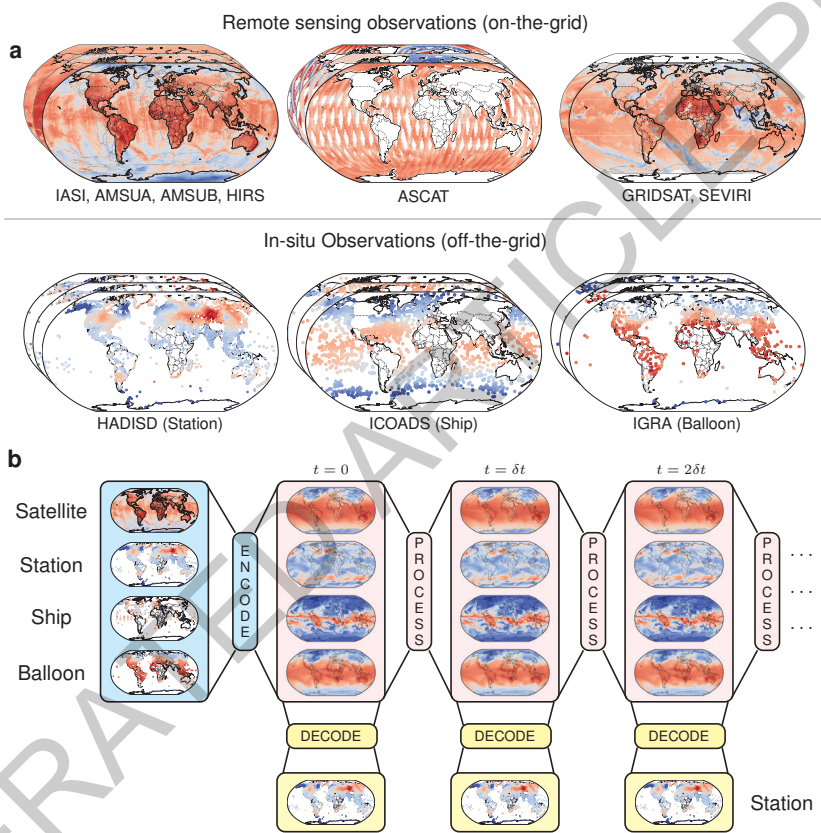 Remote sensing observations (on-the-grid)
a
IASI, AMSUA, AMSUB, HIRS
ASCAT
GRIDSAT, SEVIRI
In-situ Observations (off-the-grid)
HADISD (Station)
ICOADS (Ship)
IGRA (Balloon)
b
t = 0
t = δt
t = 2δt
Satellite
Station
Ship
Balloon
ENCODE
PROCESS
PROCESS
PROCESS
. . .
. . .
. . .
DECODE
DECODE
DECODE
Station
RATED ARTICLE P